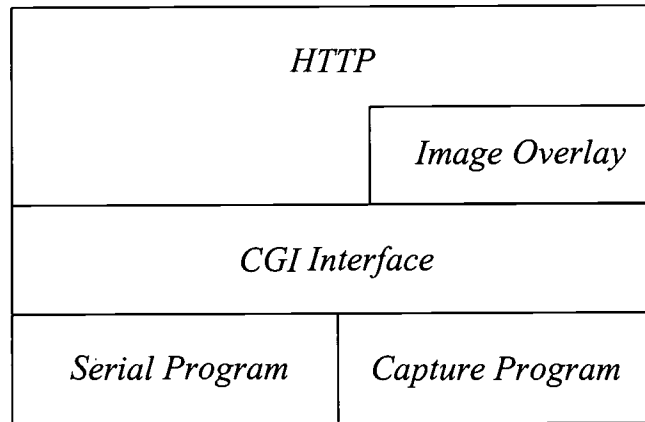 HTTP
Image Overlay
CGI Interface
Serial Program
Capture Program